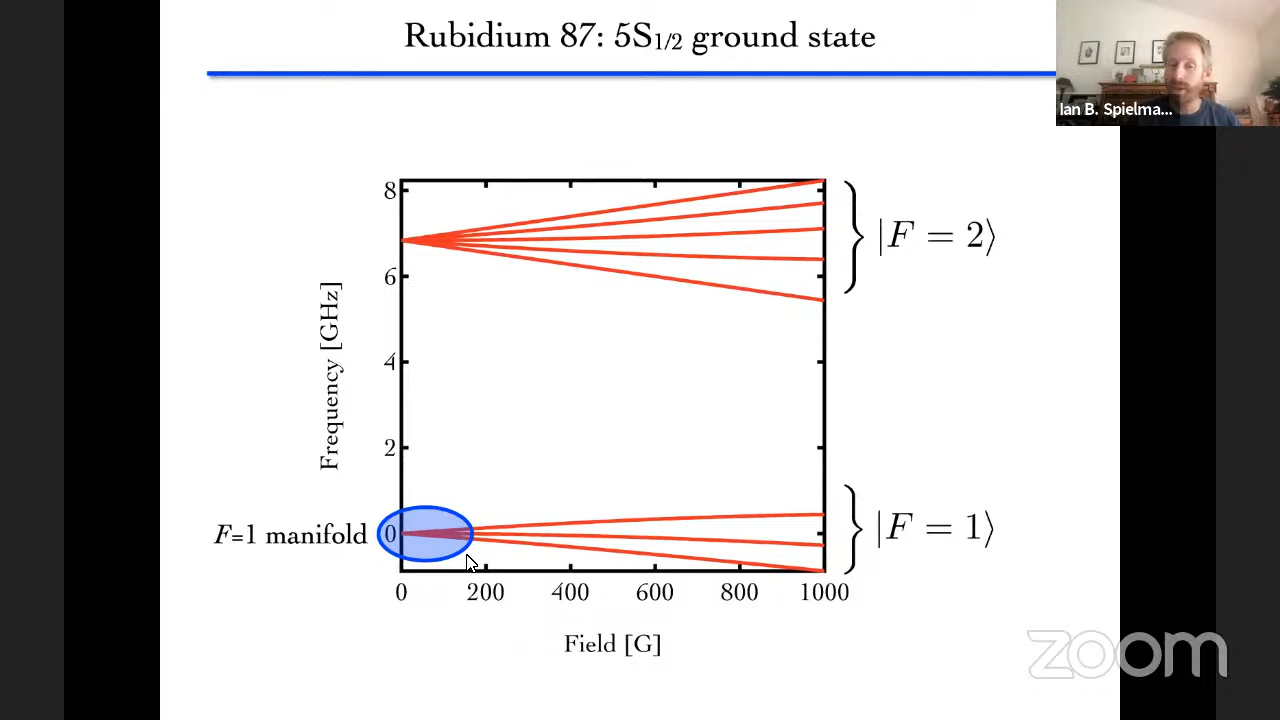 Rubidium 87: 5S1/2 ground state
Ian B. Spielma...
8
6
4
2
0
Frequency [GHz]
|F = 2⟩
F=1 manifold
|F = 1⟩
0 200 400 600 800 1000
Field [G]
zoom